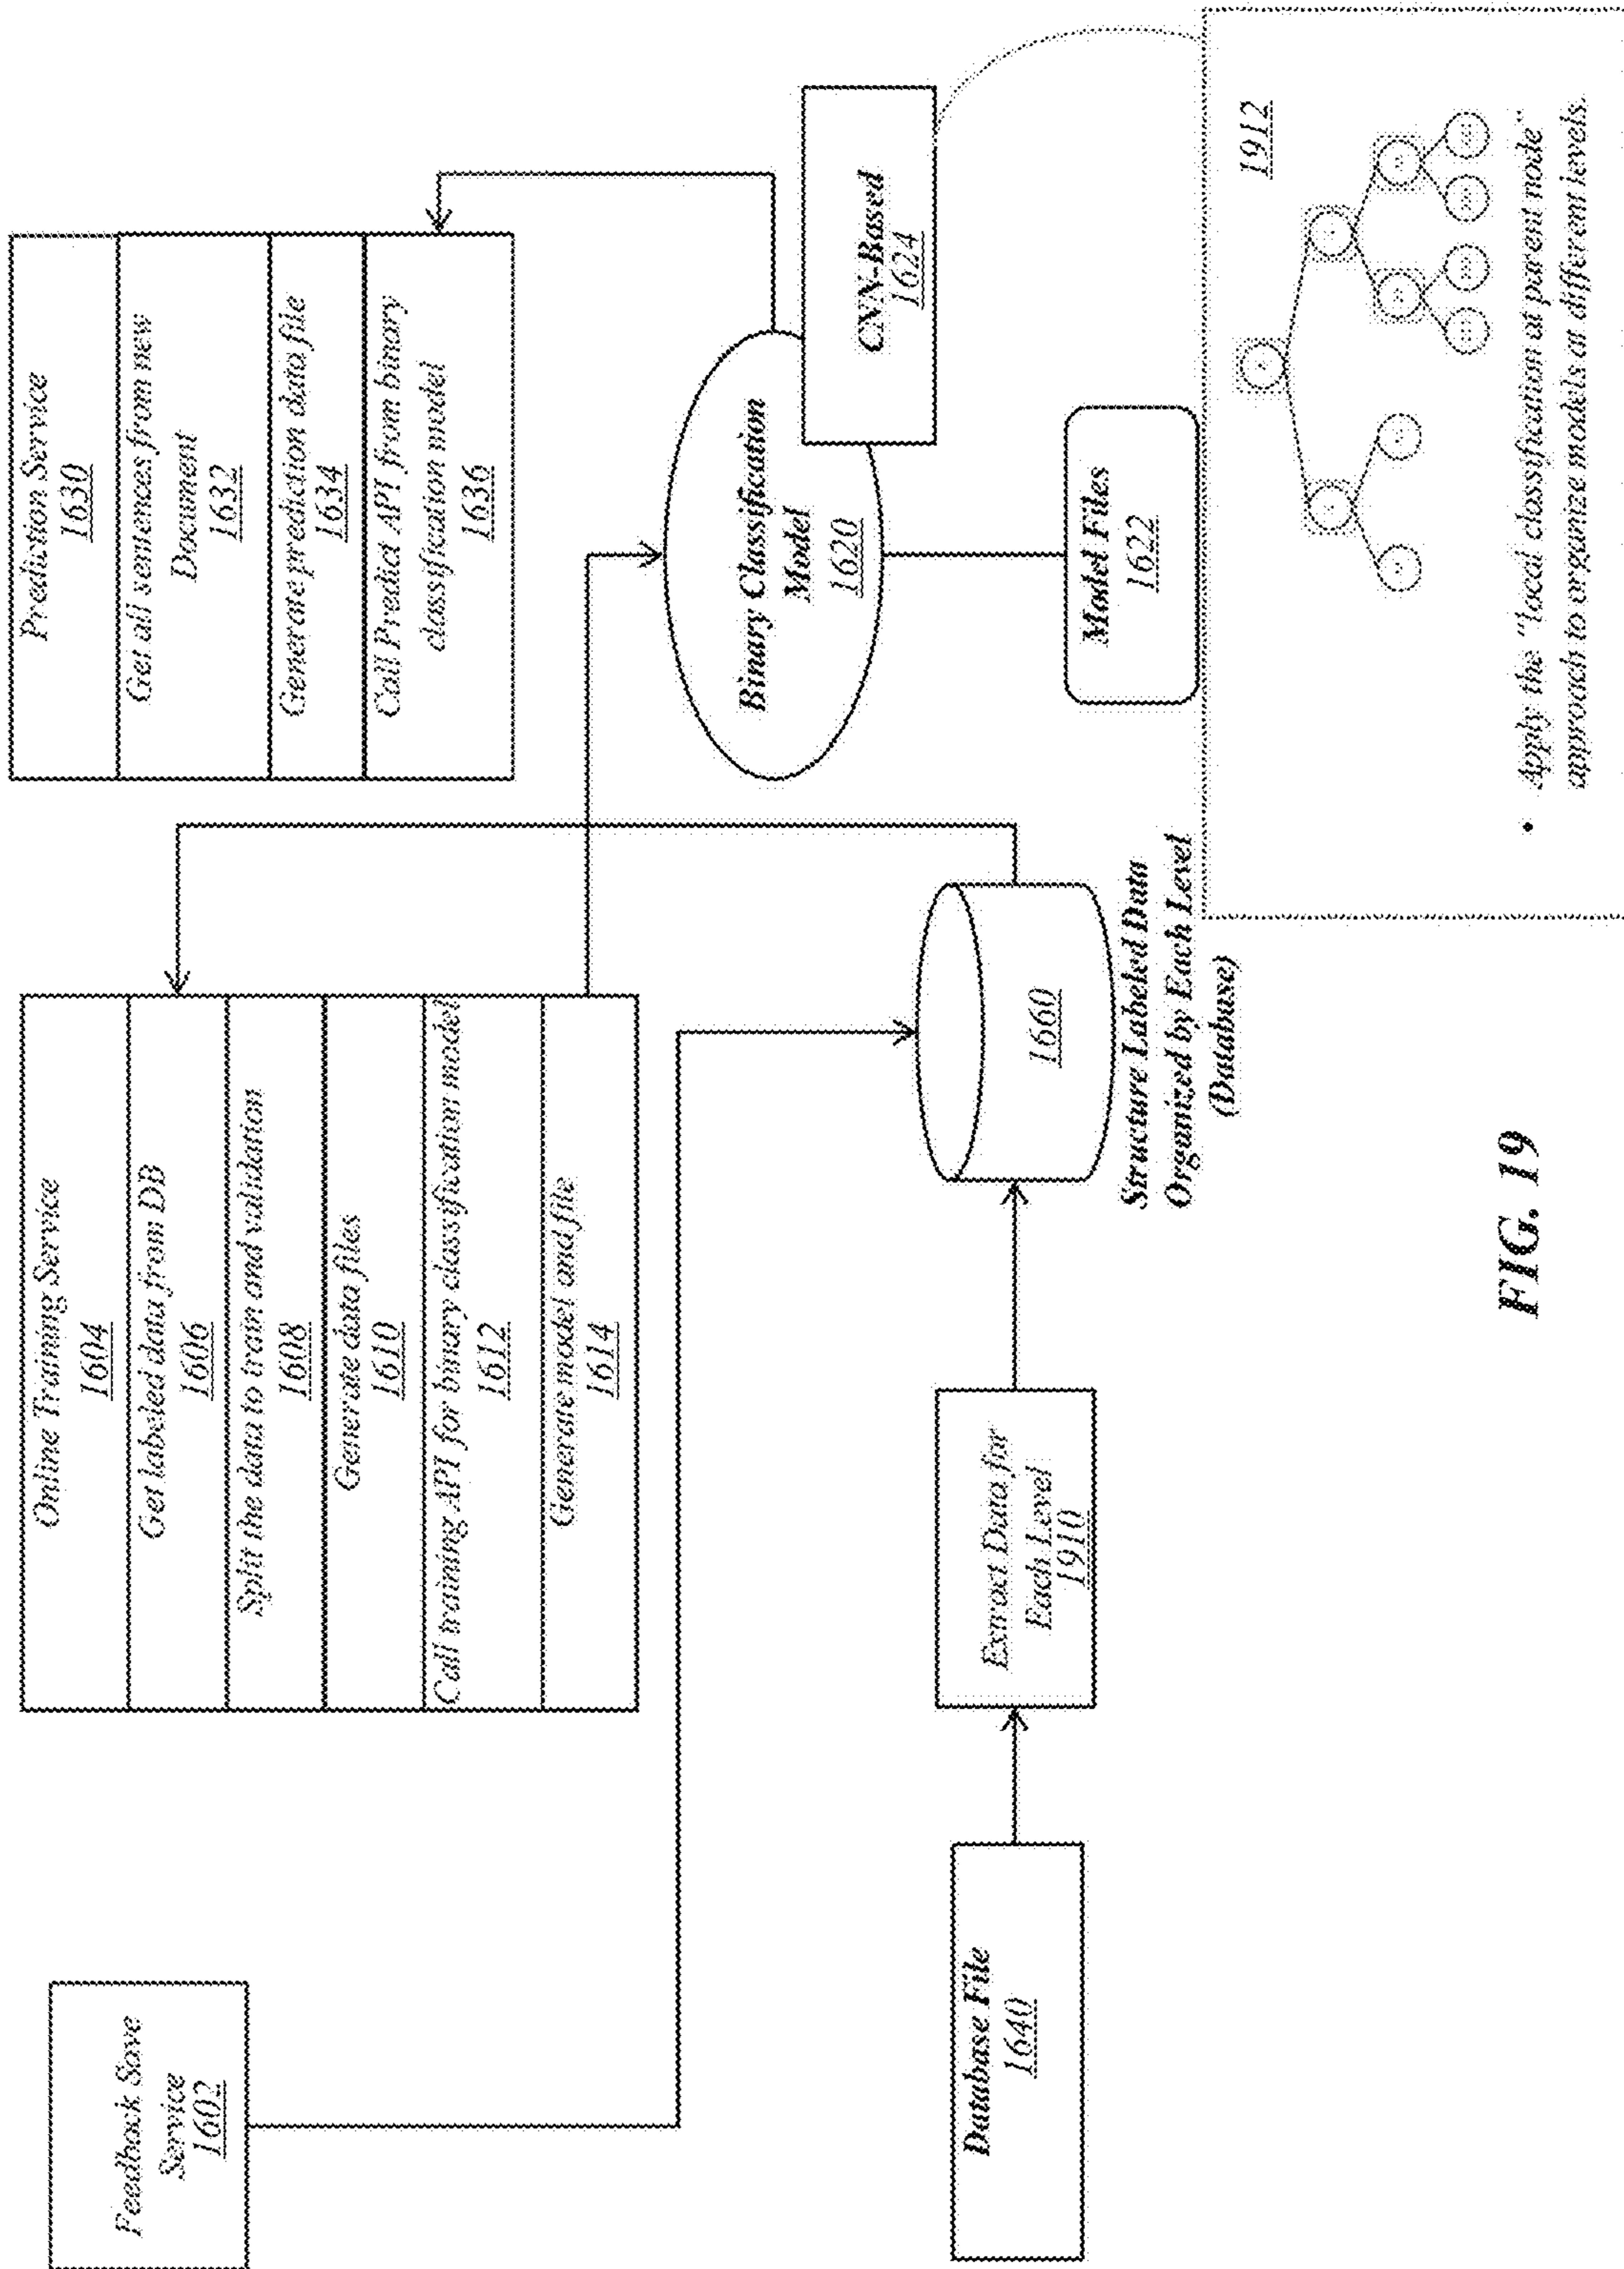 Feedback Save
Service
1602
Online Training Service
1604
Get labeled data from DB
1606
Split the data to train and validation
1608
Generate data files
1610
Call training API for binary classification model
1612
Generate model and file
1614
Prediction Service
1630
Get all sentences from new
Document
1632
Generate prediction data file
1634
Call Predict API from binary
classification model
1636
Binary Classification
Model
1620
CNN-Based
1624
Model Files
1622
Database File
1640
Extract Data for
Each Level
1910
1660
Structure Labeled Data
Organized by Each Level
(Database)
1912
• Apply the "local classification at parent node"
approach to organize models at different levels.
FIG. 19